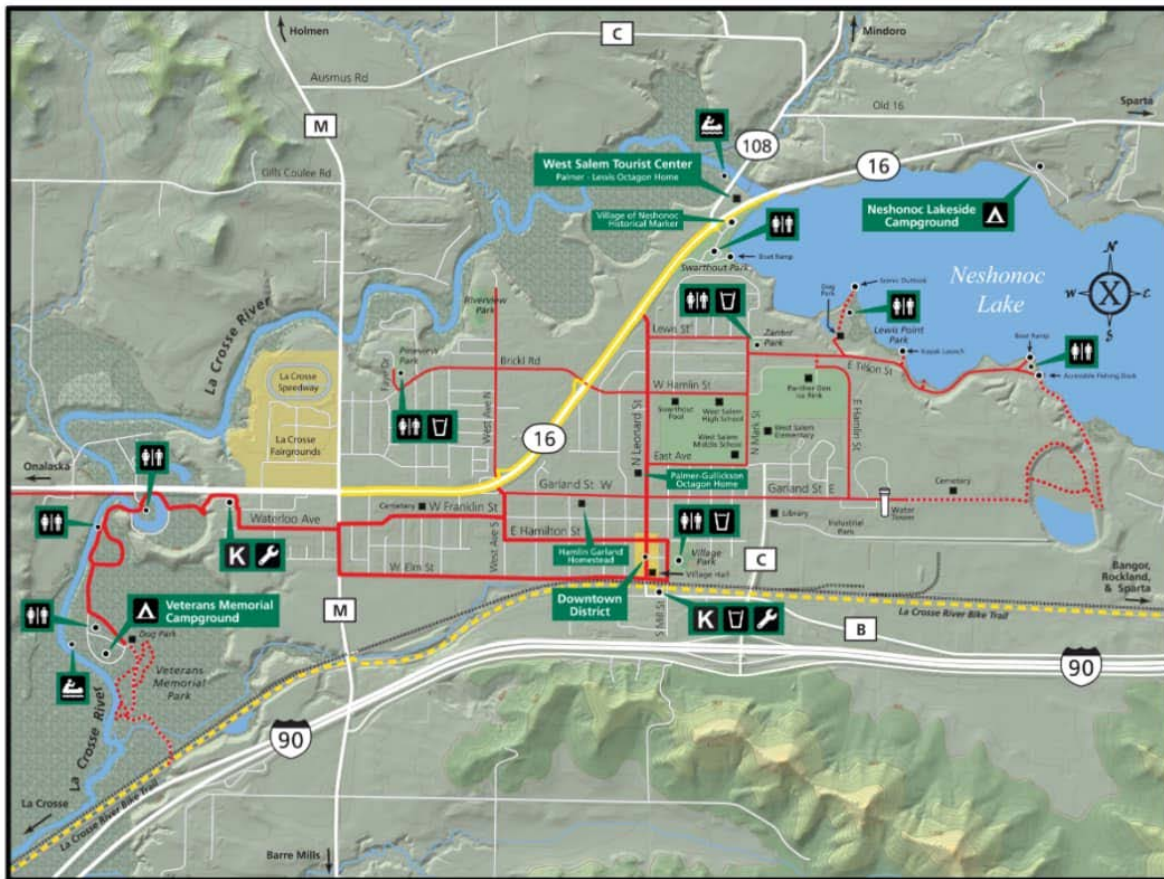 Holmen
C
Mindoro
Ausmus Rd
Old 16
Sparta
M
108
West Salem Tourist Center
Palmer - Lewis Octagon Home
16
Gills Coulee Rd
Neshonoc Lakeside
Campground
Village of Neshonoc
Historical Marker
Boat Ramp
Swarthout Park
N
W
X
E
S
Neshonoc
Lake
Scenic Outlook
Dog
Park
Riverview
Park
La Crosse River
Lewis St
Zanter
Park
Lewis Point
Park
Boat Ramp
Kayak Launch
Pineview
Park
Brickl Rd
E Tilson St
Accessible Fishing Dock
La Crosse
Speedway
W Hamlin St
Panther Den
Ice Rink
Swarthout
Pool
West Salem
High School
West Ave N
N Leonard St
N Mark St
E Hamlin St
West Salem
Elementary
West Salem
Middle School
16
La Crosse
Fairgrounds
East Ave
Onalaska
Palmer-Gullickson
Octagon Home
Garland St W
Garland St E
Cemetery
Cemetery
W Franklin St
Waterloo Ave
Water
Tower
Library
Industrial
Park
E Hamilton St
West Ave S
K
Hamlin Garland
Homestead
Village
Park
W Elm St
Village Hall
C
Bangor,
Rockland,
& Sparta
Downtown
District
Veterans Memorial
Campground
M
La Crosse River Bike Trail
S Mill St
K
B
Dog Park
Veterans
Memorial
Park
90
90
La Crosse River
La Crosse
La Crosse River Bike Trail
Barre Mills